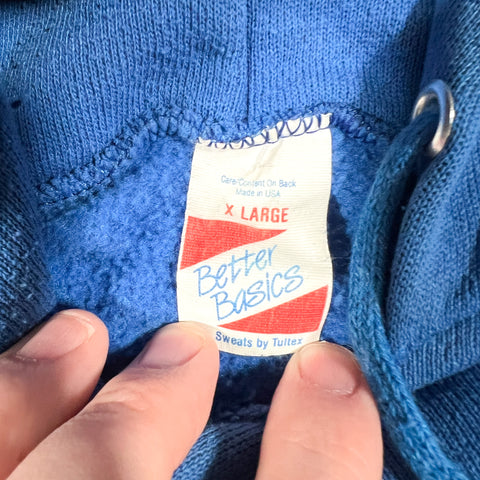 Care/Content On Back
Made in USA
X LARGE
Better
Basics
Sweats by Tultex